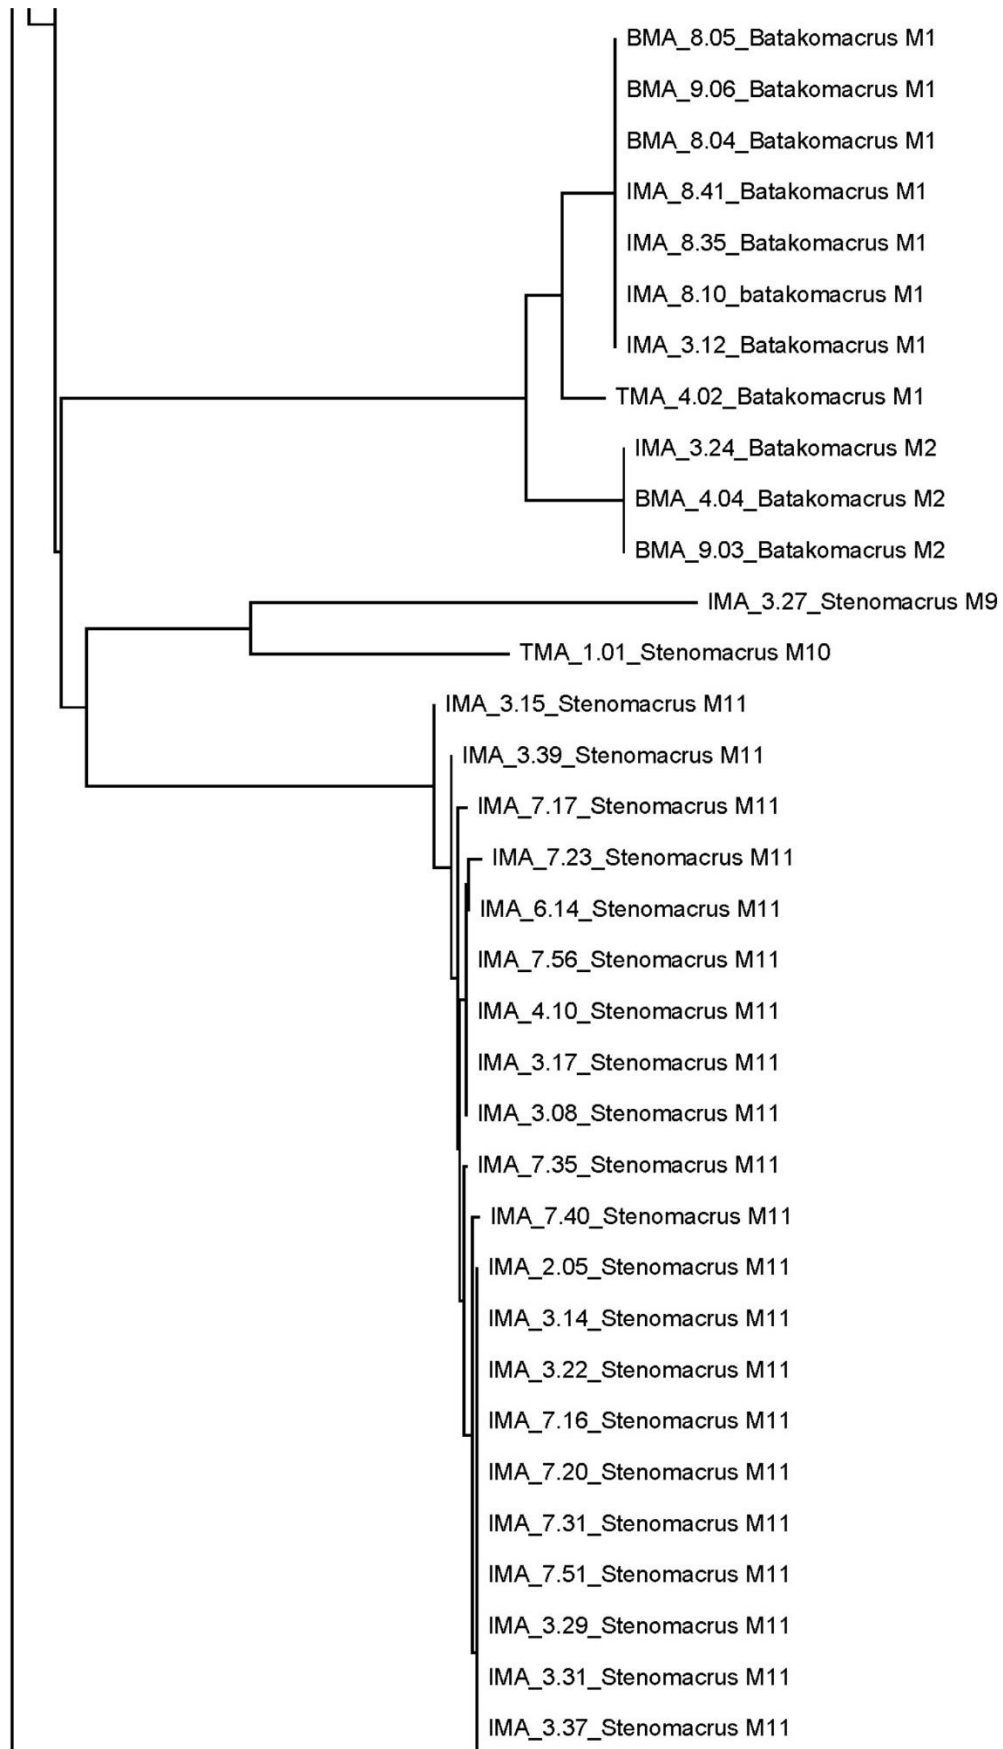 BMA_8.05_Batakomacrus M1
BMA_9.06_Batakomacrus M1
BMA_8.04_Batakomacrus M1
IMA_8.41_Batakomacrus M1
IMA_8.35_Batakomacrus M1
IMA_8.10_batakomacrus M1
IMA_3.12_Batakomacrus M1
TMA_4.02_Batakomacrus M1
IMA_3.24_Batakomacrus M2
BMA_4.04_Batakomacrus M2
BMA_9.03_Batakomacrus M2
IMA_3.27_Stenomacrus M9
TMA_1.01_Stenomacrus M10
IMA_3.15_Stenomacrus M11
IMA_3.39_Stenomacrus M11
IMA_7.17_Stenomacrus M11
IMA_7.23_Stenomacrus M11
IMA_6.14_Stenomacrus M11
IMA_7.56_Stenomacrus M11
IMA_4.10_Stenomacrus M11
IMA_3.17_Stenomacrus M11
IMA_3.08_Stenomacrus M11
IMA_7.35_Stenomacrus M11
IMA_7.40_Stenomacrus M11
IMA_2.05_Stenomacrus M11
IMA_3.14_Stenomacrus M11
IMA_3.22_Stenomacrus M11
IMA_7.16_Stenomacrus M11
IMA_7.20_Stenomacrus M11
IMA_7.31_Stenomacrus M11
IMA_7.51_Stenomacrus M11
IMA_3.29_Stenomacrus M11
IMA_3.31_Stenomacrus M11
IMA_3.37_Stenomacrus M11